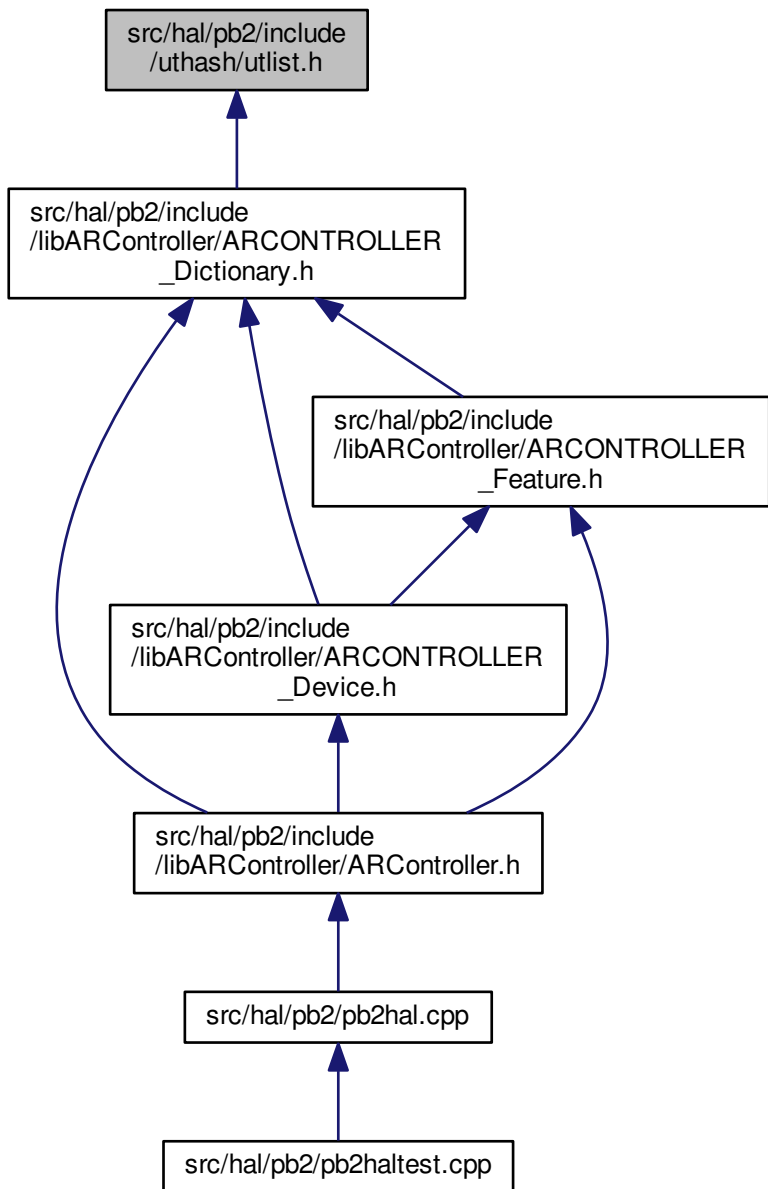 src/hal/pb2/include
/uthash/utlist.h
src/hal/pb2/include
/libARController/ARCONTROLLER
_Dictionary.h
src/hal/pb2/include
/libARController/ARCONTROLLER
_Feature.h
src/hal/pb2/include
/libARController/ARCONTROLLER
_Device.h
src/hal/pb2/include
/libARController/ARController.h
src/hal/pb2/pb2hal.cpp
src/hal/pb2/pb2haltest.cpp